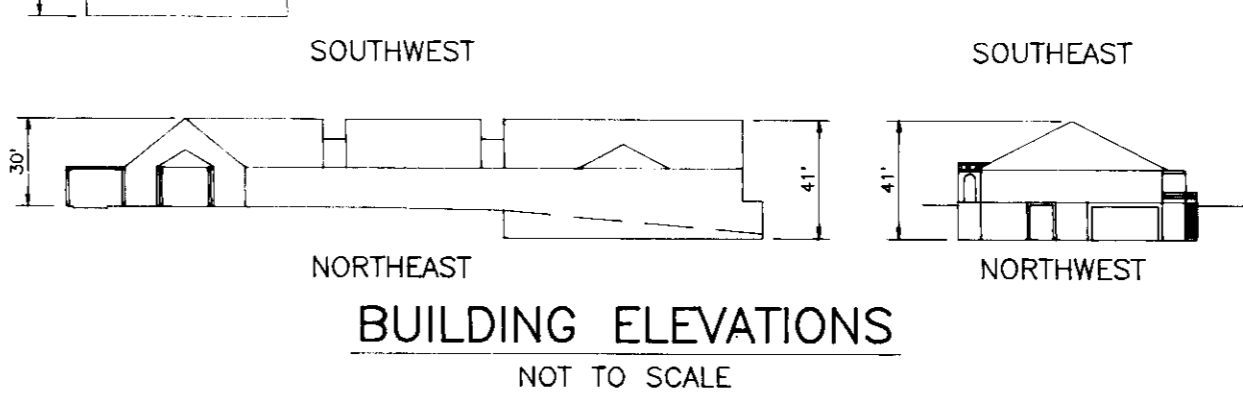 SOUTHWEST
SOUTHEAST
30'
41'
41'
NORTHEAST
NORTHWEST
BUILDING ELEVATIONS
NOT TO SCALE